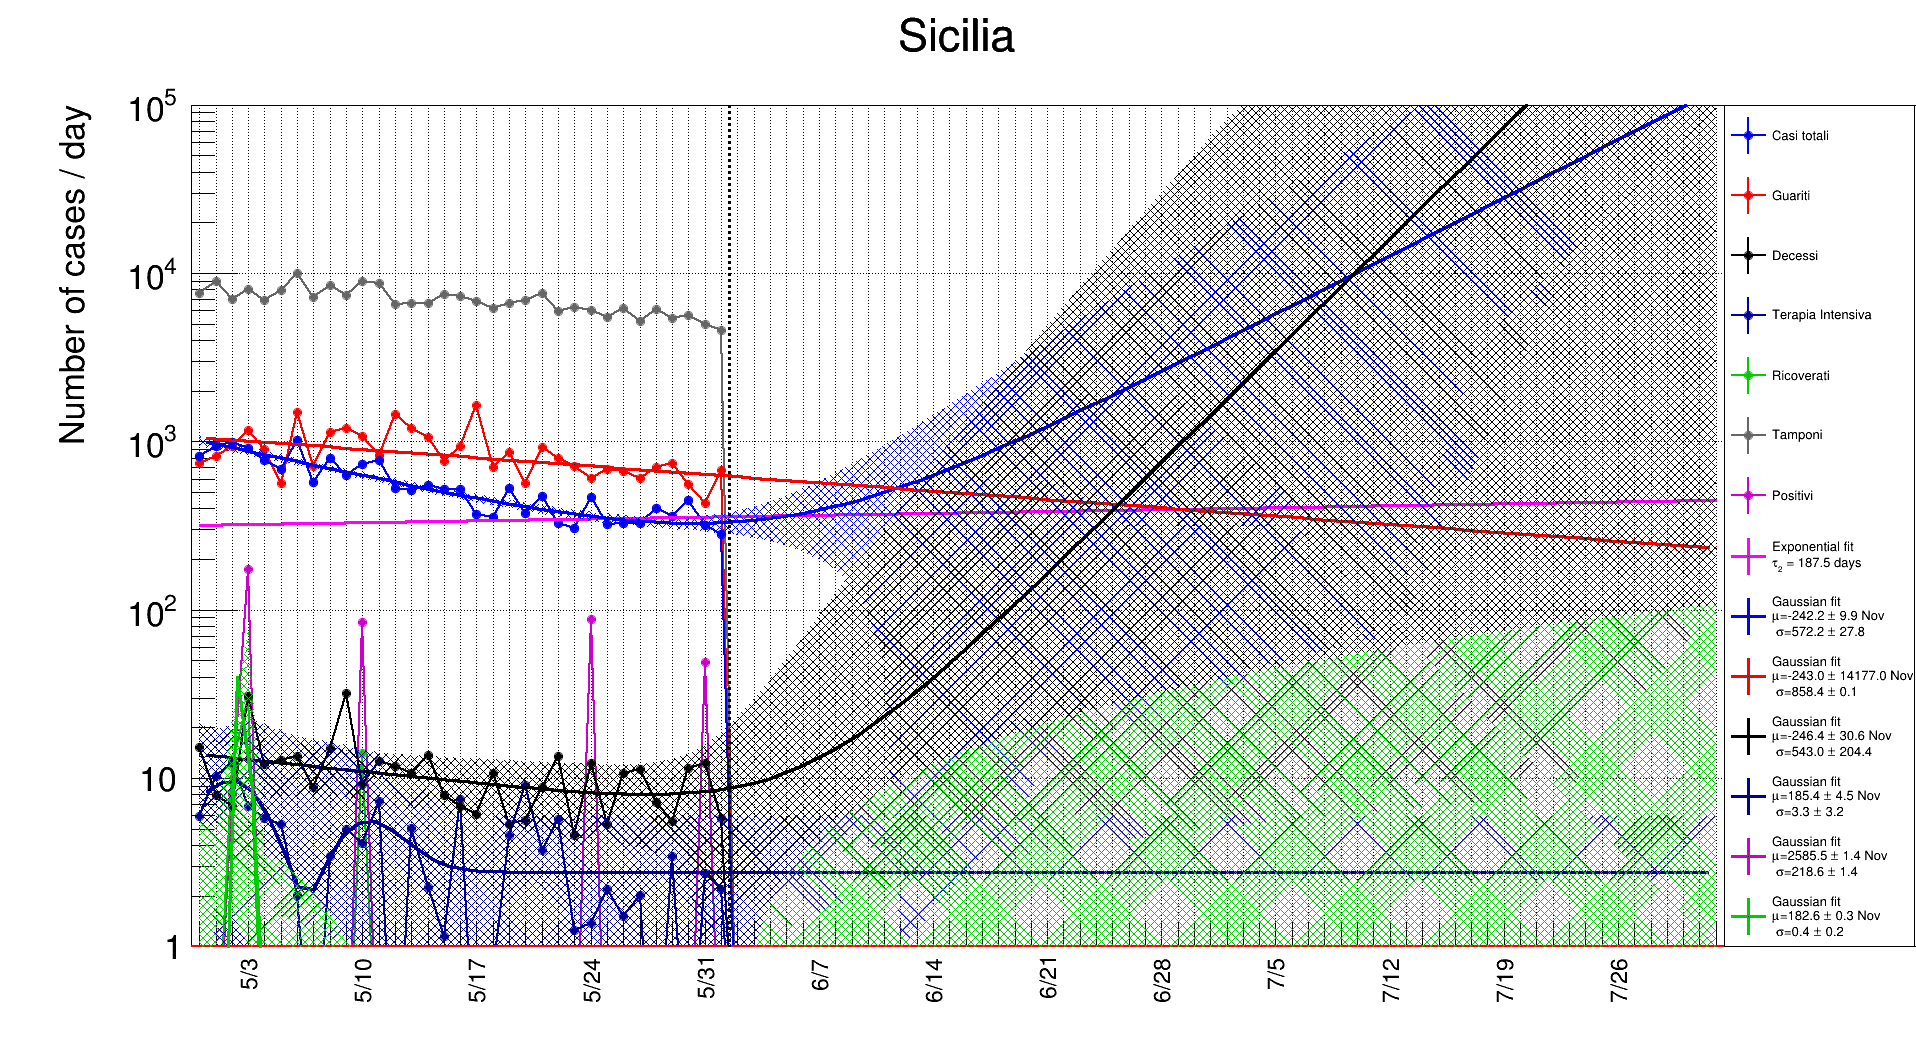 Sicilia
Number of cases / day
10^5
10^4
10^3
10^2
10
1
5/3
5/10
5/17
5/24
5/31
6/7
6/14
6/21
6/28
7/5
7/12
7/19
7/26
Casi totali
Guariti
Decessi
Terapia Intensiva
Ricoverati
Tamponi
Positivi
Exponential fit
τ₂ = 187.5 days
Gaussian fit
μ=-242.2 ± 9.9 Nov
σ=572.2 ± 27.8
Gaussian fit
μ=-243.0 ± 14177.0 Nov
σ=858.4 ± 0.1
Gaussian fit
μ=-246.4 ± 30.6 Nov
σ=543.0 ± 204.4
Gaussian fit
μ=185.4 ± 4.5 Nov
σ=3.3 ± 3.2
Gaussian fit
μ=2585.5 ± 1.4 Nov
σ=218.6 ± 1.4
Gaussian fit
μ=182.6 ± 0.3 Nov
σ=0.4 ± 0.2